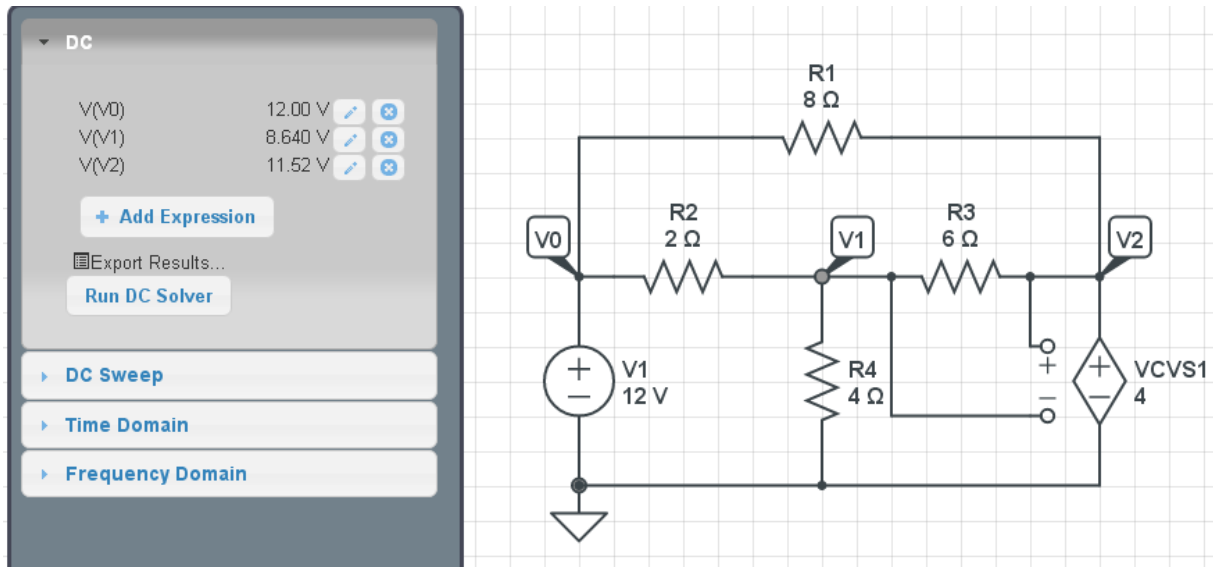 DC
V(V0) 12.00 V
V(V1) 8.640 V
V(V2) 11.52 V
+ Add Expression
Export Results...
Run DC Solver
DC Sweep
Time Domain
Frequency Domain
R1
8 Ω
R2
2 Ω
R3
6 Ω
V0
V1
V2
V1
12 V
R4
4 Ω
VCVS1
4